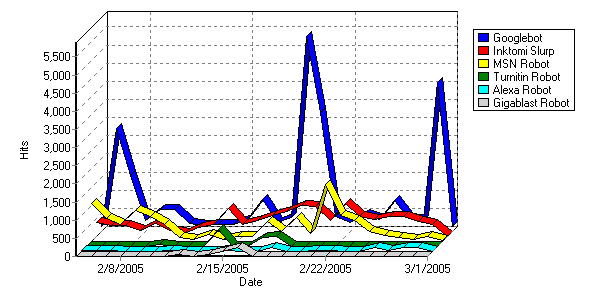 Hits
5,500
5,000
4,500
4,000
3,500
3,000
2,500
2,000
1,500
1,000
500
0
2/8/2005
2/15/2005
2/22/2005
3/1/2005
Date
Googlebot
Inktomi Slurp
MSN Robot
Turnitin Robot
Alexa Robot
Gigablast Robot